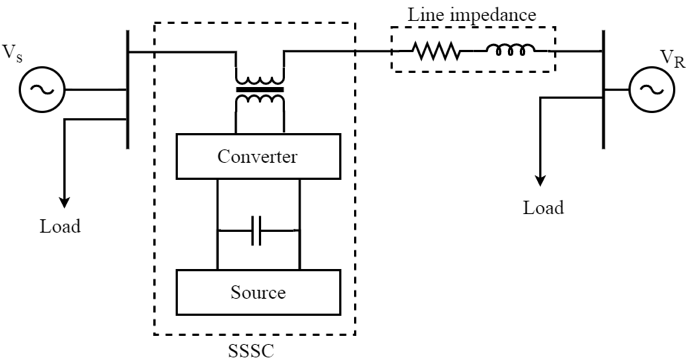 Line impedance
Vs
VR
Converter
Load
Load
Source
SSSC